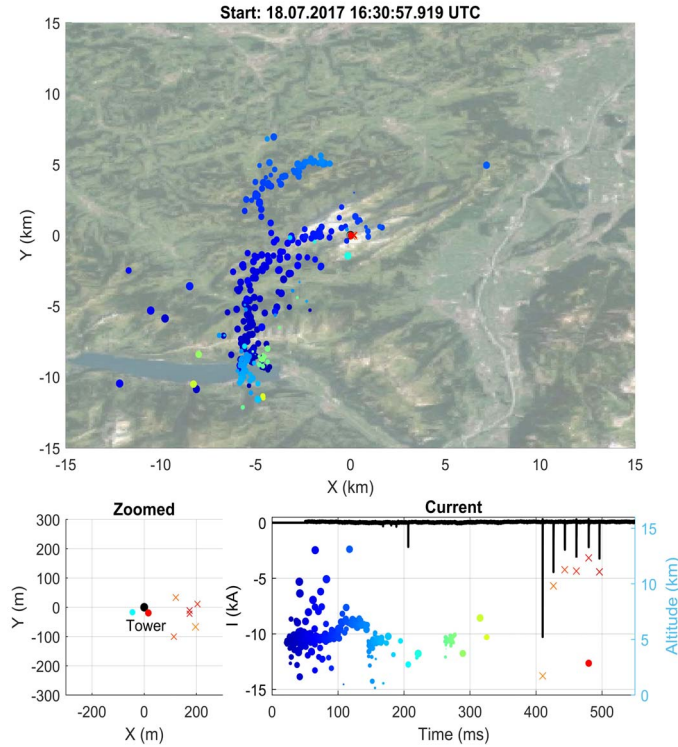 Start: 18.07.2017 16:30:57.919 UTC
15
10
5
0
-5
-10
-15
Y (km)
-15 -10 -5 0 5 10 15
X (km)
Zoomed
300
200
100
0
-100
-200
-300
Y (m)
Tower
-200 0 200
X (m)
Current
0
-5
-10
-15
I (kA)
15
10
5
0
Altitude (km)
0 100 200 300 400 500
Time (ms)